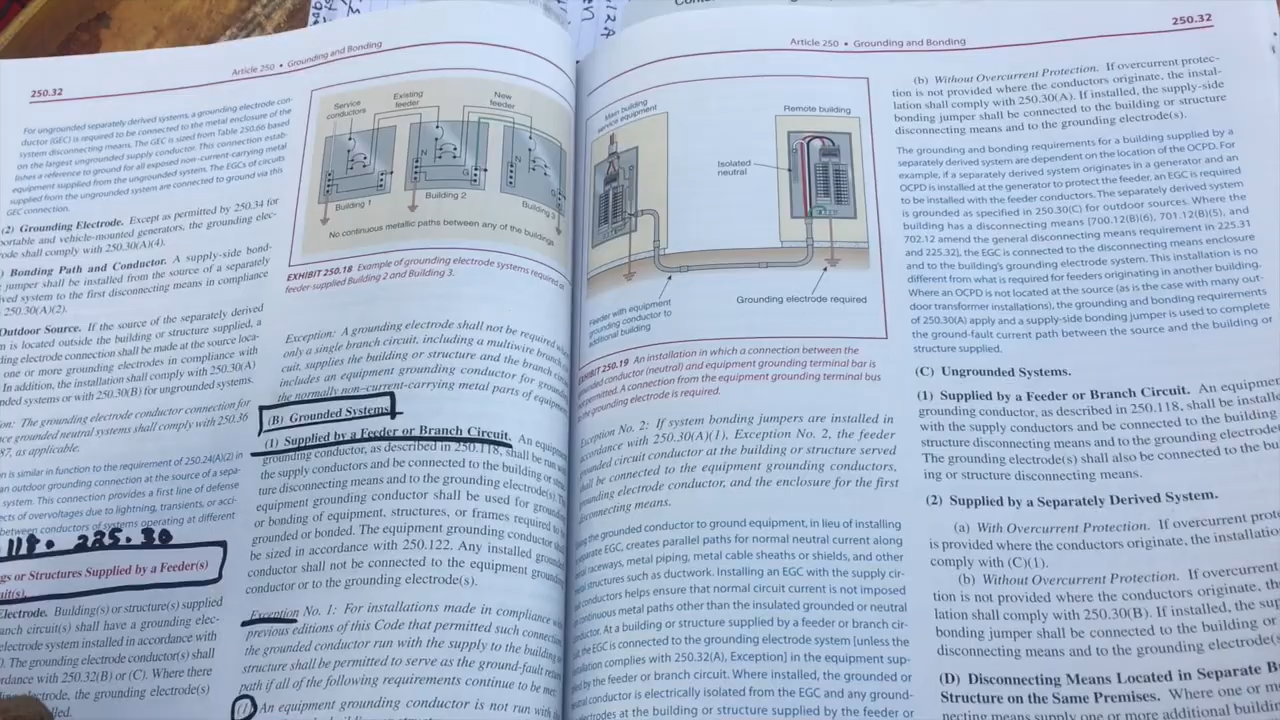 250.32
Article 250 • Grounding and Bonding
For ungrounded separately derived systems, a grounding electrode con-
ductor (GEC) is required to be connected to the metal enclosure of the
system disconnecting means. The GEC is sized from Table 250.66 based
on the largest ungrounded supply conductor. This connection estab-
lishes a reference to ground for all exposed non–current-carrying metal
equipment supplied from the ungrounded system. The EGCs of circuits
supplied from the ungrounded system are connected to ground via this
GEC connection.
(2) Grounding Electrode. Except as permitted by 250.34 for
portable and vehicle-mounted generators, the grounding elec-
rode shall comply with 250.30(A)(4).
) Bonding Path and Conductor. A supply-side bond-
jumper shall be installed from the source of a separately
ived system to the first disconnecting means in compliance
250.30(A)(2).
Outdoor Source. If the source of the separately derived
m is located outside the building or structure supplied, a
ding electrode connection shall be made at the source loca-
one or more grounding electrodes in compliance with
In addition, the installation shall comply with 250.30(A)
nded systems or with 250.30(B) for ungrounded systems.
on: The grounding electrode conductor connection for
ce grounded neutral systems shall comply with 250.36
87, as applicable.
n is similar in function to the requirement of 250.24(A)(2) in
an outdoor grounding connection at the source of a sepa-
system. This connection provides a first line of defense
ects of overvoltages due to lightning, transients, or acci-
between conductors of systems operating at different
118. 225.30
gs or Structures Supplied by a Feeder(s)
uit(s).
Electrode. Building(s) or structure(s) supplied
anch circuit(s) shall have a grounding elec-
electrode system installed in accordance with
). The grounding electrode conductor(s) shall
rdance with 250.32(B) or (C). Where there
electrode, the grounding electrode(s)
lled.
Service
conductors
Existing
feeder
New
feeder
N
N
G
G
Building 1
Building 2
Building 3
No continuous metallic paths between any of the buildings
EXHIBIT 250.18 Example of grounding electrode systems required at
feeder-supplied Building 2 and Building 3.
Exception: A grounding electrode shall not be required
only a single branch circuit, including a multiwire branch
cuit, supplies the building or structure and the branch
includes an equipment grounding conductor for
the normally non–current-carrying metal parts of
(B) Grounded Systems
(1) Supplied by a Feeder or Branch Circuit. An
grounding conductor, as described in 250.118, shall be run
the supply conductors and be connected to the building or
ture disconnecting means and to the grounding electrode(s).
equipment grounding conductor shall be used for
or bonding of equipment, structures, or frames required
grounded or bonded. The equipment grounding conductor
be sized in accordance with 250.122. Any installed
conductor shall not be connected to the equipment
conductor or to the grounding electrode(s).
Exception No. 1: For installations made in compliance
previous editions of this Code that permitted such
the grounded conductor run with the supply to the building
structure shall be permitted to serve as the ground-fault
path if all of the following requirements continue to be met:
(1) An equipment grounding conductor is not run with
Article 250 • Grounding and Bonding
250.32
Main building
service equipment
Remote building
Isolated
neutral
Grounding electrode required
Feeder with equipment
grounding conductor to
additional building
EXHIBIT 250.19 An installation in which a connection between the
conductor (neutral) and equipment grounding terminal bar is
permitted. A connection from the equipment grounding terminal bus
the grounding electrode is required.
Exception No. 2: If system bonding jumpers are installed in
accordance with 250.30(A)(1), Exception No. 2, the feeder
grounded circuit conductor at the building or structure served
shall be connected to the equipment grounding conductors,
grounding electrode conductor, and the enclosure for the first
disconnecting means.
the grounded conductor to ground equipment, in lieu of installing
EGC, creates parallel paths for normal neutral current along
raceways, metal piping, metal cable sheaths or shields, and other
structures such as ductwork. Installing an EGC with the supply cir-
conductors helps ensure that normal circuit current is not imposed
continuous metal paths other than the insulated grounded or neutral
conductor. At a building or structure supplied by a feeder or branch cir-
the EGC is connected to the grounding electrode system [unless the
complies with 250.32(A), Exception] in the equipment sup-
by the feeder or branch circuit. Where installed, the grounded or
conductor is electrically isolated from the EGC and any ground-
electrodes at the building or structure supplied by the feeder or
(b) Without Overcurrent Protection. If overcurrent protec-
tion is not provided where the conductors originate, the instal-
lation shall comply with 250.30(A). If installed, the supply-side
bonding jumper shall be connected to the building or structure
disconnecting means and to the grounding electrode(s).
The grounding and bonding requirements for a building supplied by a
separately derived system are dependent on the location of the OCPD. For
example, if a separately derived system originates in a generator and an
OCPD is installed at the generator to protect the feeder, an EGC is required
to be installed with the feeder conductors. The separately derived system
is grounded as specified in 250.30(C) for outdoor sources. Where the
building has a disconnecting means (700.12(B)(6), 701.12(B)(5), and
702.12 amend the general disconnecting means requirement in 225.31
and 225.32), the EGC is connected to the disconnecting means enclosure
and to the building's grounding electrode system. This installation is no
different from what is required for feeders originating in another building.
Where an OCPD is not located at the source (as is the case with many out-
door transformer installations), the grounding and bonding requirements
of 250.30(A) apply and a supply-side bonding jumper is used to complete
the ground-fault current path between the source and the building or
structure supplied.
(C) Ungrounded Systems.
(1) Supplied by a Feeder or Branch Circuit. An equipment
grounding conductor, as described in 250.118, shall be
with the supply conductors and be connected to the building
structure disconnecting means and to the grounding
The grounding electrode(s) shall also be connected to the
ing or structure disconnecting means.
(2) Supplied by a Separately Derived System.
(a) With Overcurrent Protection. If overcurrent
is provided where the conductors originate, the
comply with (C)(1).
(b) Without Overcurrent Protection. If overcurrent
tion is not provided where the conductors originate, the
lation shall comply with 250.30(B). If installed, the
bonding jumper shall be connected to the building or
disconnecting means and to the grounding
(D) Disconnecting Means Located in Separate
Structure on the Same Premises. Where one or
necting means supply one or more additional